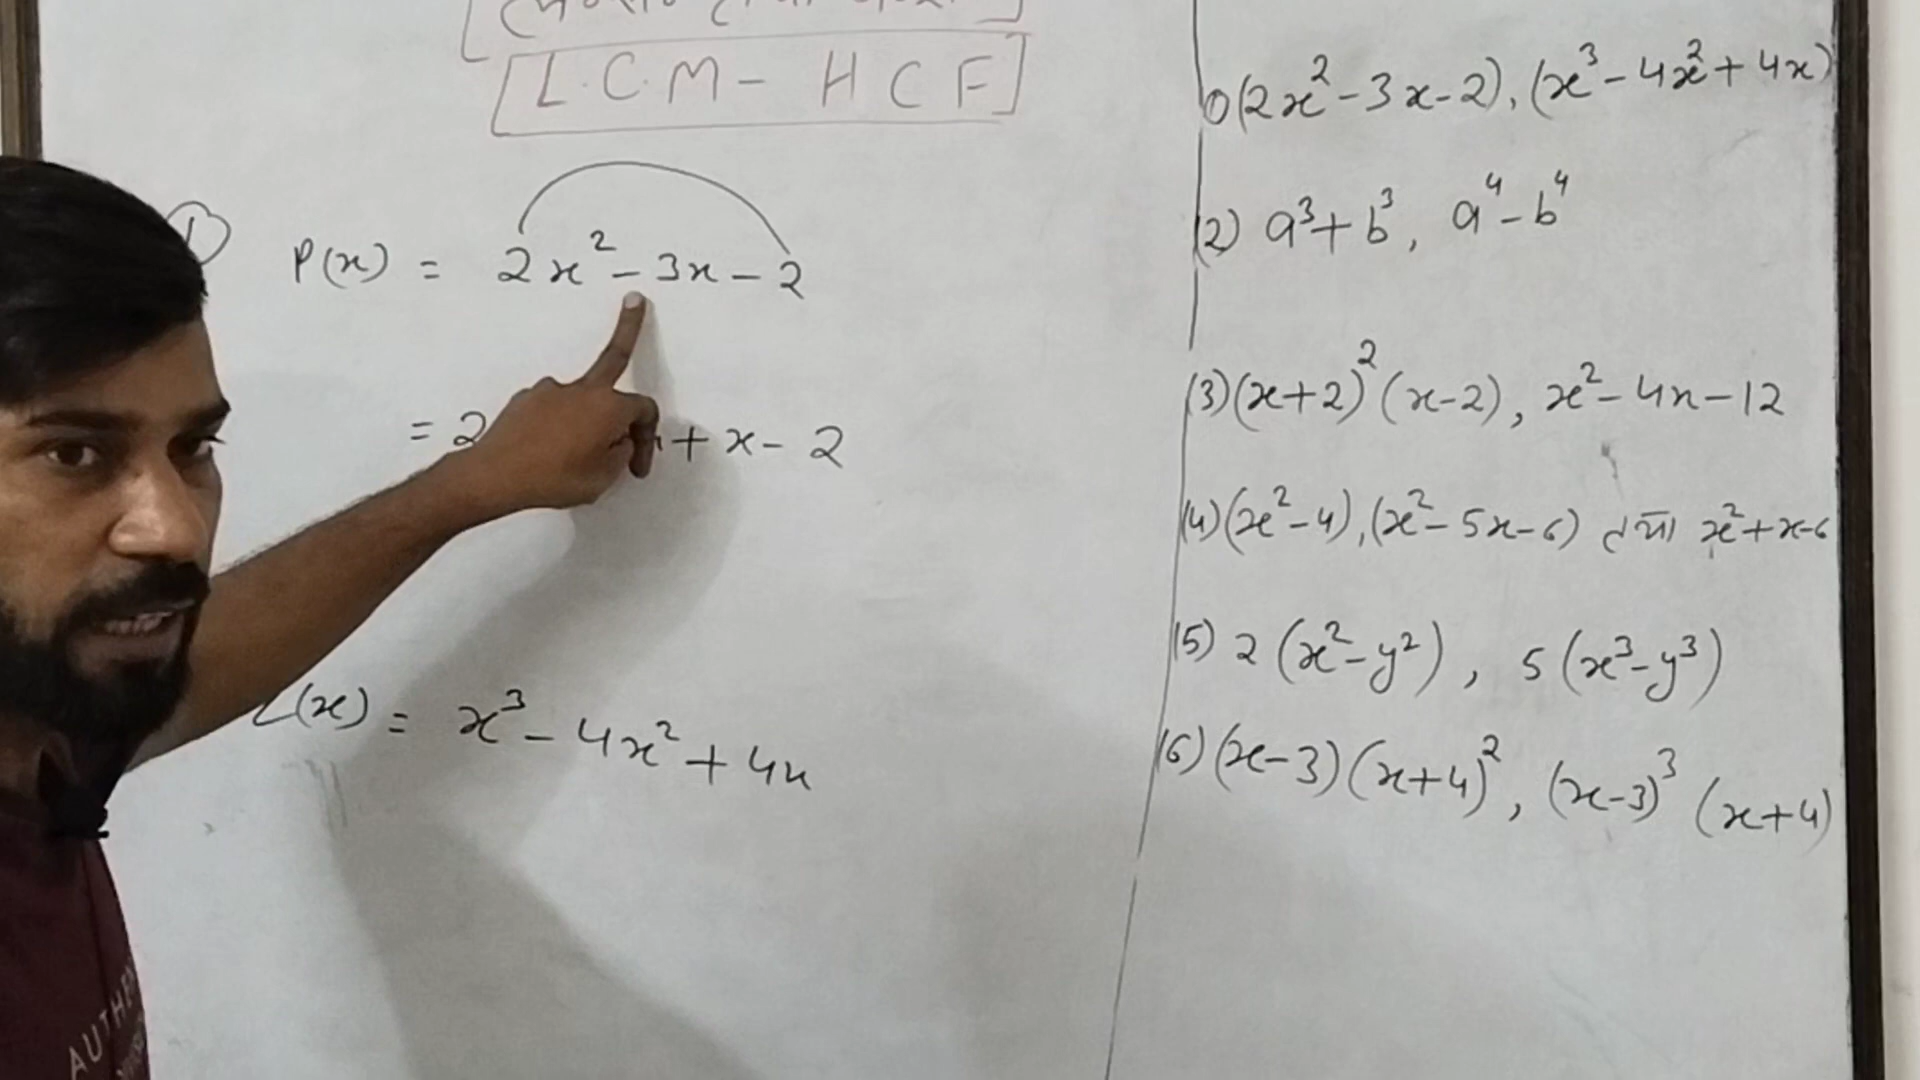 [L.C.M - HCF]
① P(x) = 2x² - 3x - 2
= 2 + x - 2
(x) = x³ - 4x² + 4x
(2x² - 3x - 2), (x³ - 4x² + 4x)
(2) a³ + b³, a⁴ - b⁴
(3) (x+2)² (x-2), x² - 4x - 12
(4) (x² - 4), (x² - 5x - 6) तथा x² + x - 6
(5) 2 (x² - y²), 5 (x³ - y³)
(6) (x-3) (x+4)², (x-3)³ (x+4)